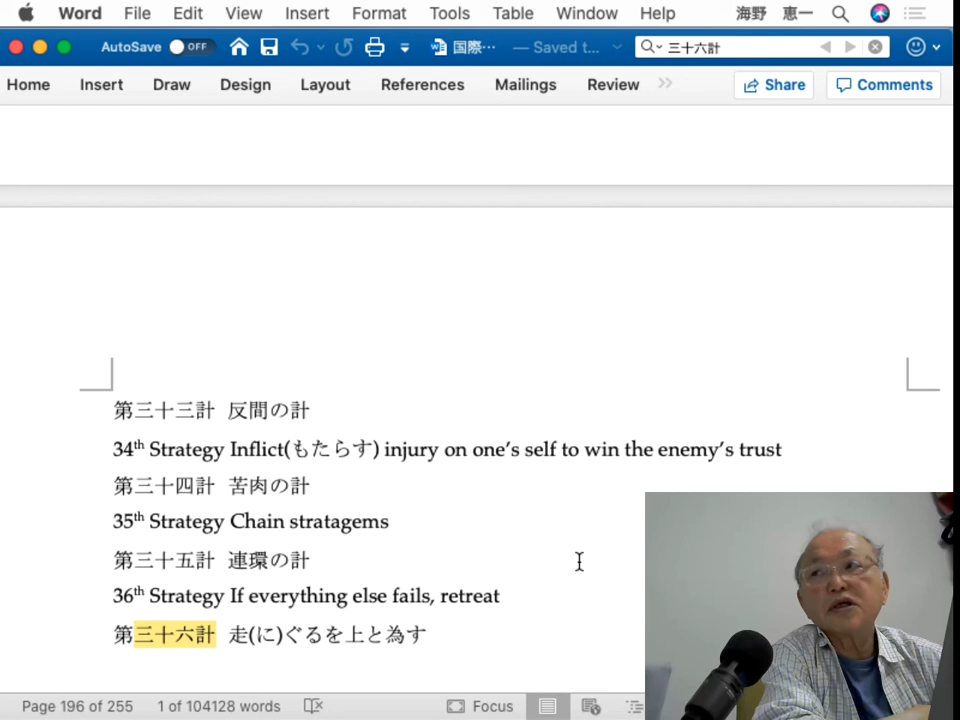 Word File Edit View Insert Format Tools Table Window Help 海野 恵一
AutoSave OFF 国際… — Saved t... 三十六計
Home Insert Draw Design Layout References Mailings Review Share Comments
第三十三計 反間の計
34th Strategy Inflict(もたらす) injury on one's self to win the enemy's trust
第三十四計 苦肉の計
35th Strategy Chain stratagems
第三十五計 連環の計
36th Strategy If everything else fails, retreat
第三十六計 走(に)ぐるを上と為す
Page 196 of 255 1 of 104128 words Focus